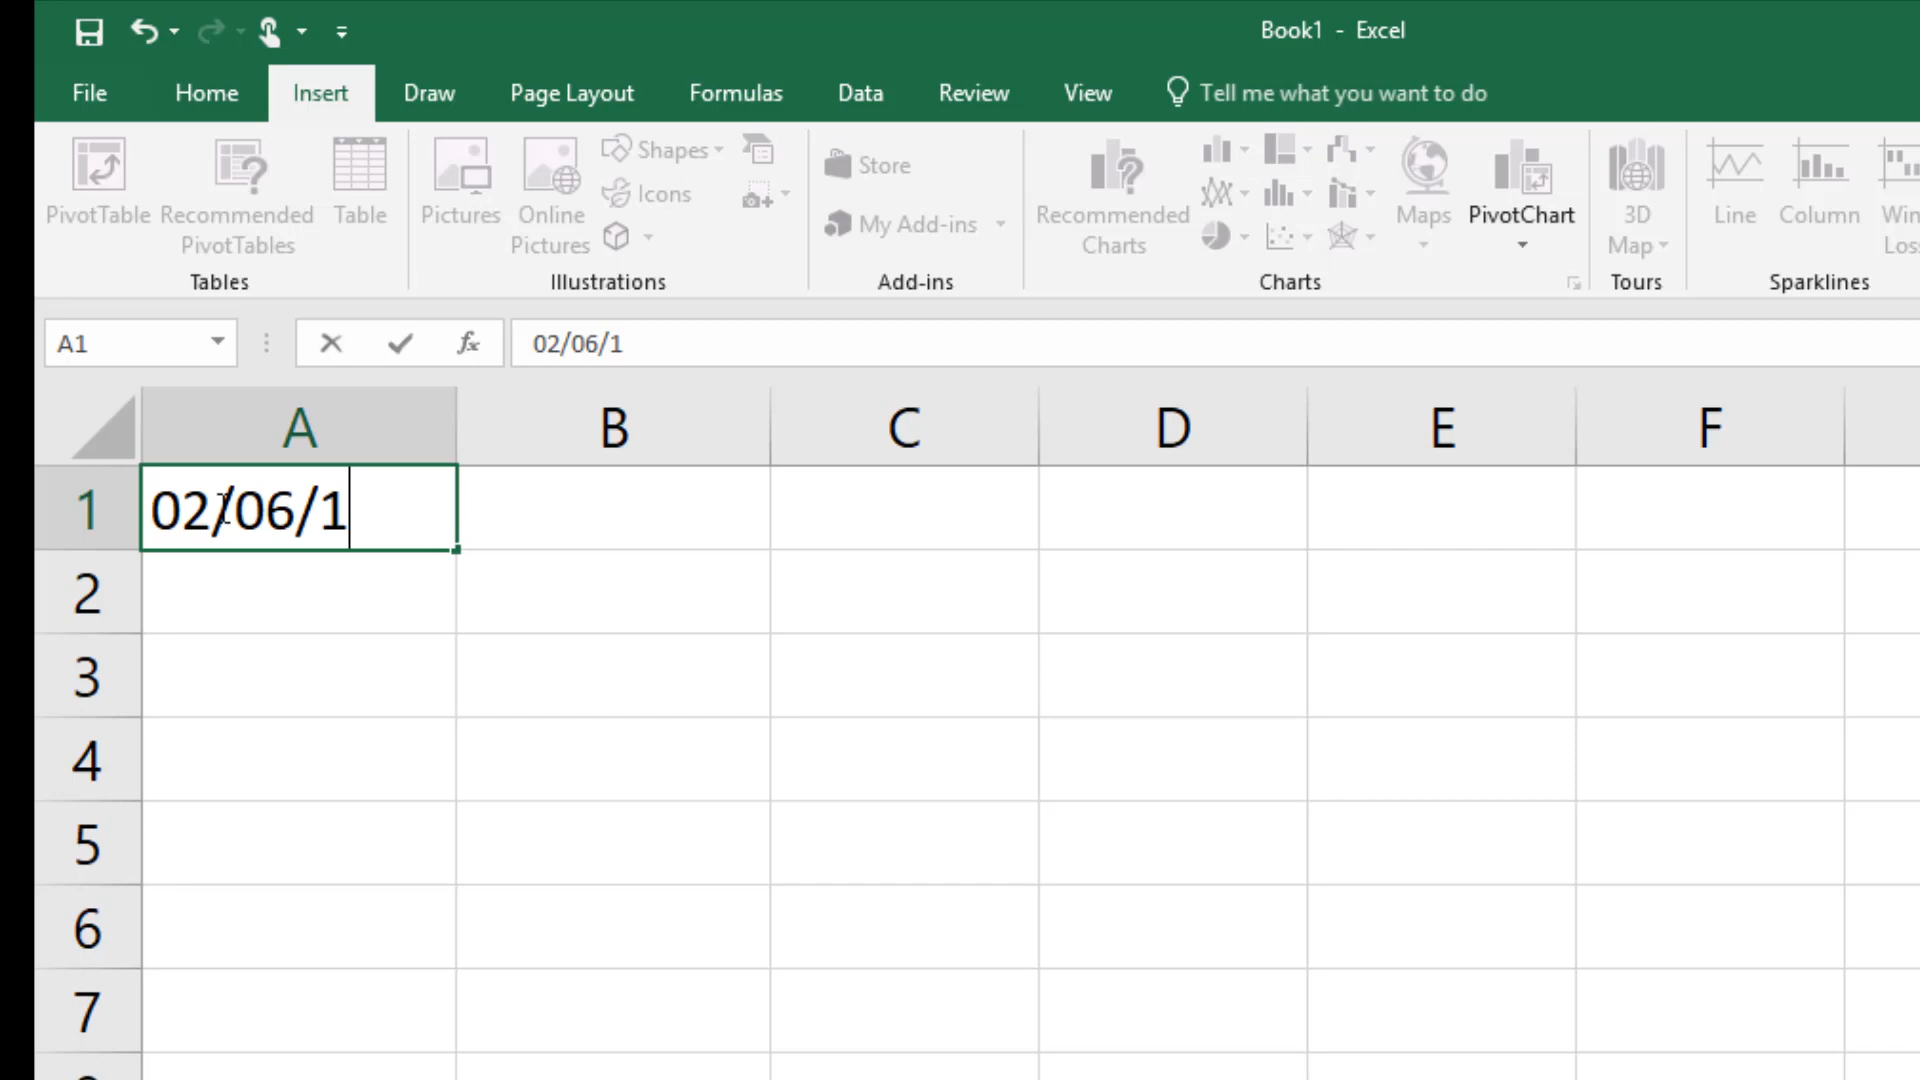 Book1 - Excel
File Home Insert Draw Page Layout Formulas Data Review View Tell me what you want to do
PivotTable
Recommended
PivotTables
Table
Pictures
Online
Pictures
Shapes
Icons
Store
My Add-ins
Recommended
Charts
Maps
PivotChart
3D
Map
Line
Column
Win
Loss
Tables Illustrations Add-ins Charts Tours Sparklines
A1 fx 02/06/1
A B C D E F
1 02/06/1
2
3
4
5
6
7